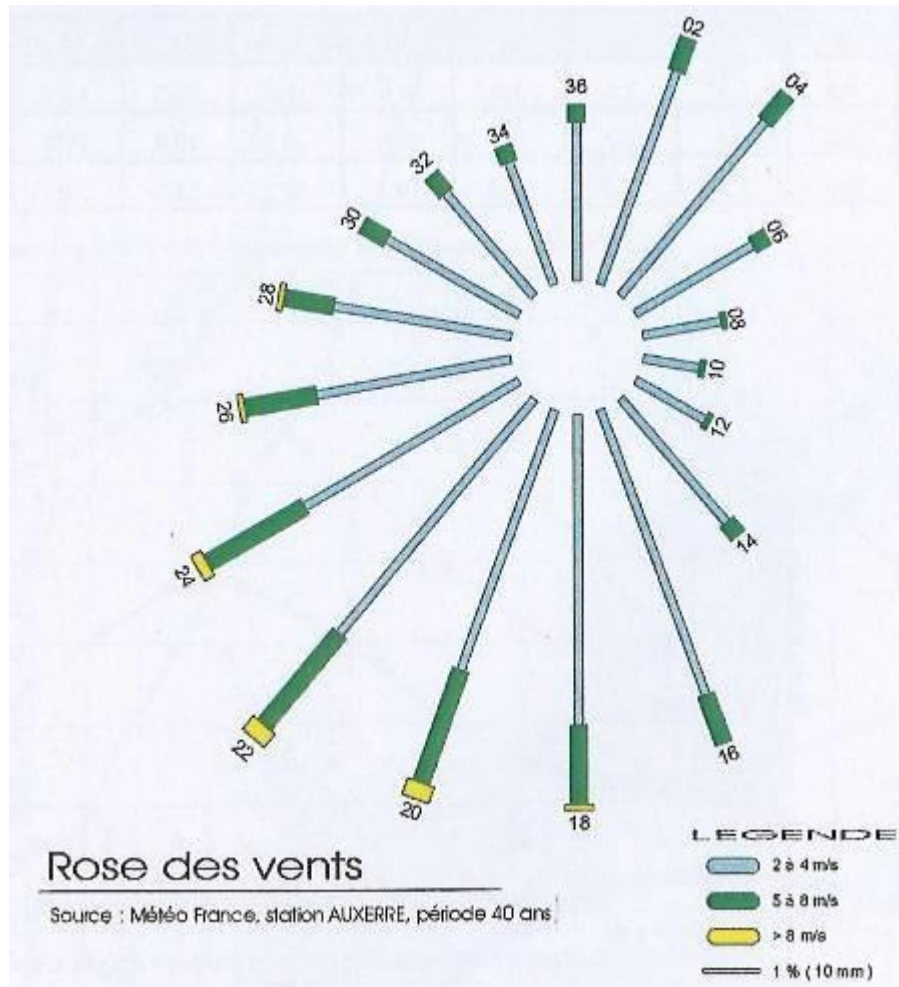 02
36
04
34
32
30
06
28
08
10
26
12
14
24
16
22
20
18
LEGENDE
Rose des vents
2 à 4 m/s
5 à 8 m/s
Source : Météo France, station AUXERRE, période 40 ans
> 8 m/s
1 % ( 10 mm )